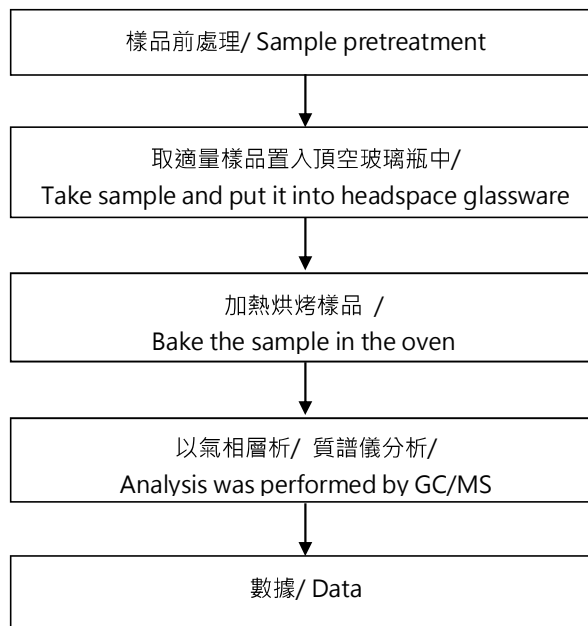 樣品前處理/ Sample pretreatment
取適量樣品置入頂空玻璃瓶中/
Take sample and put it into headspace glassware
加熱烘烤樣品 /
Bake the sample in the oven
以氣相層析/ 質譜儀分析/
Analysis was performed by GC/MS
數據/ Data